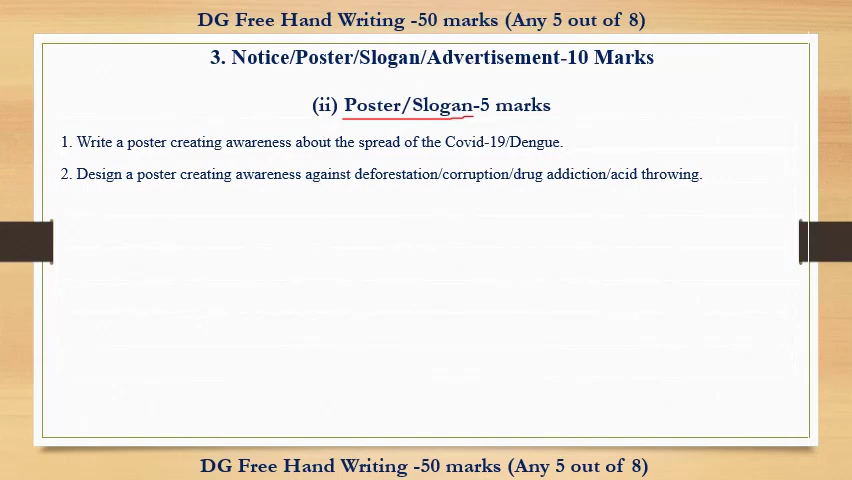 DG Free Hand Writing -50 marks (Any 5 out of 8)
3. Notice/Poster/Slogan/Advertisement-10 Marks
(ii) Poster/Slogan-5 marks
1. Write a poster creating awareness about the spread of the Covid-19/Dengue.
2. Design a poster creating awareness against deforestation/corruption/drug addiction/acid throwing.
DG Free Hand Writing -50 marks (Any 5 out of 8)